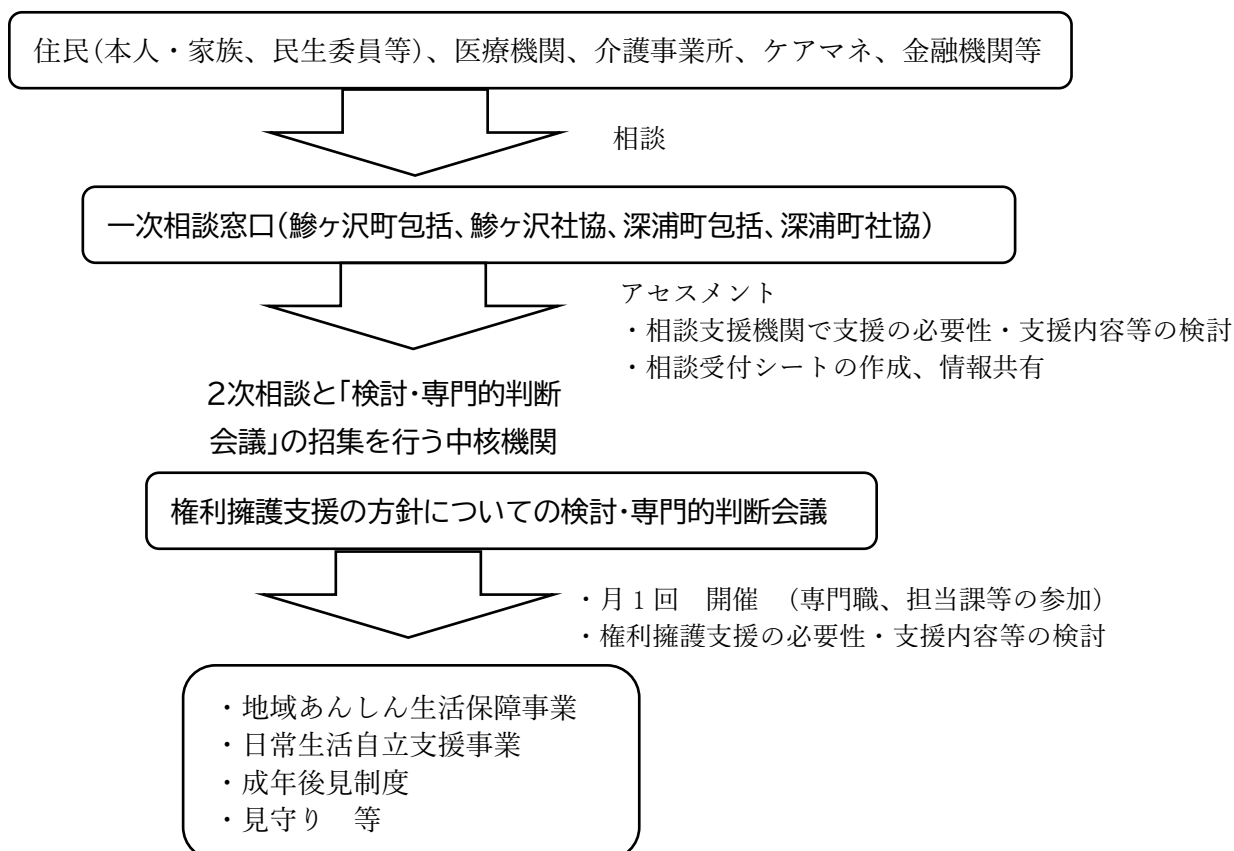 住民(本人・家族、民生委員等)、医療機関、介護事業所、ケアマネ、金融機関等
相談
一次相談窓口(鰺ヶ沢町包括、鯵ヶ沢社協、深浦町包括、深浦町社協)
アセスメント
・相談支援機関で支援の必要性・支援内容等の検討
・相談受付シートの作成、情報共有
2次相談と「検討・専門的判断
会議」の招集を行う中核機関
権利擁護支援の方針についての検討・専門的判断会議
・月1回　開催　(専門職、担当課等の参加)
・権利擁護支援の必要性・支援内容等の検討
・地域あんしん生活保障事業
・日常生活自立支援事業
・成年後見制度
・見守り　等